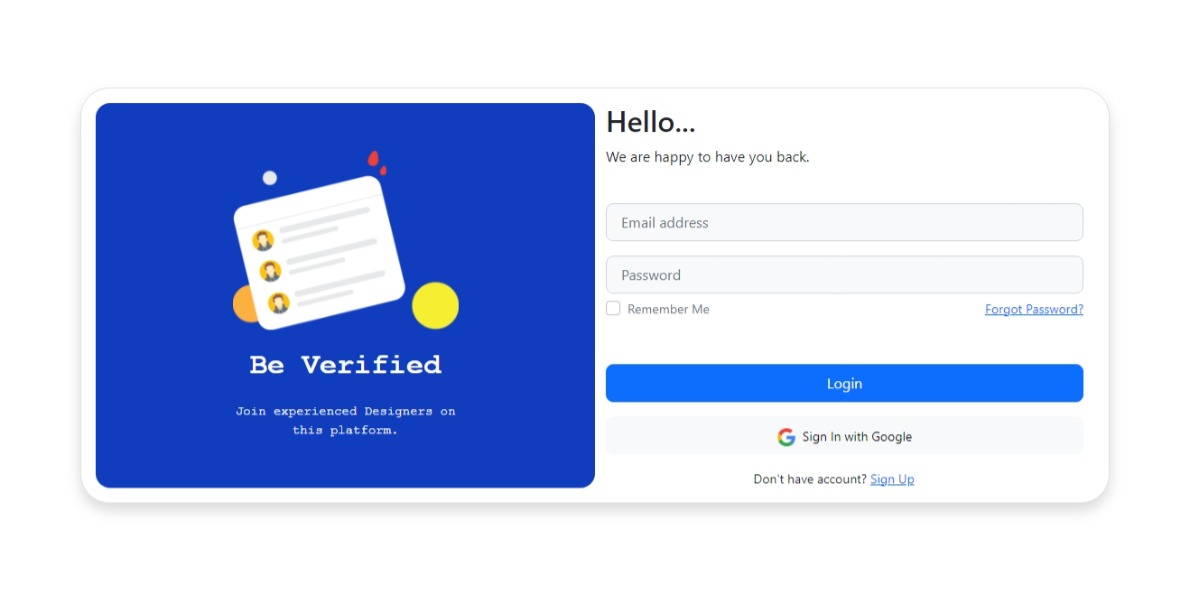 Be Verified
Join experienced Designers on
this platform.
Hello...
We are happy to have you back.
Email address
Password
Remember Me
Forgot Password?
Login
Sign In with Google
Don't have account? Sign Up